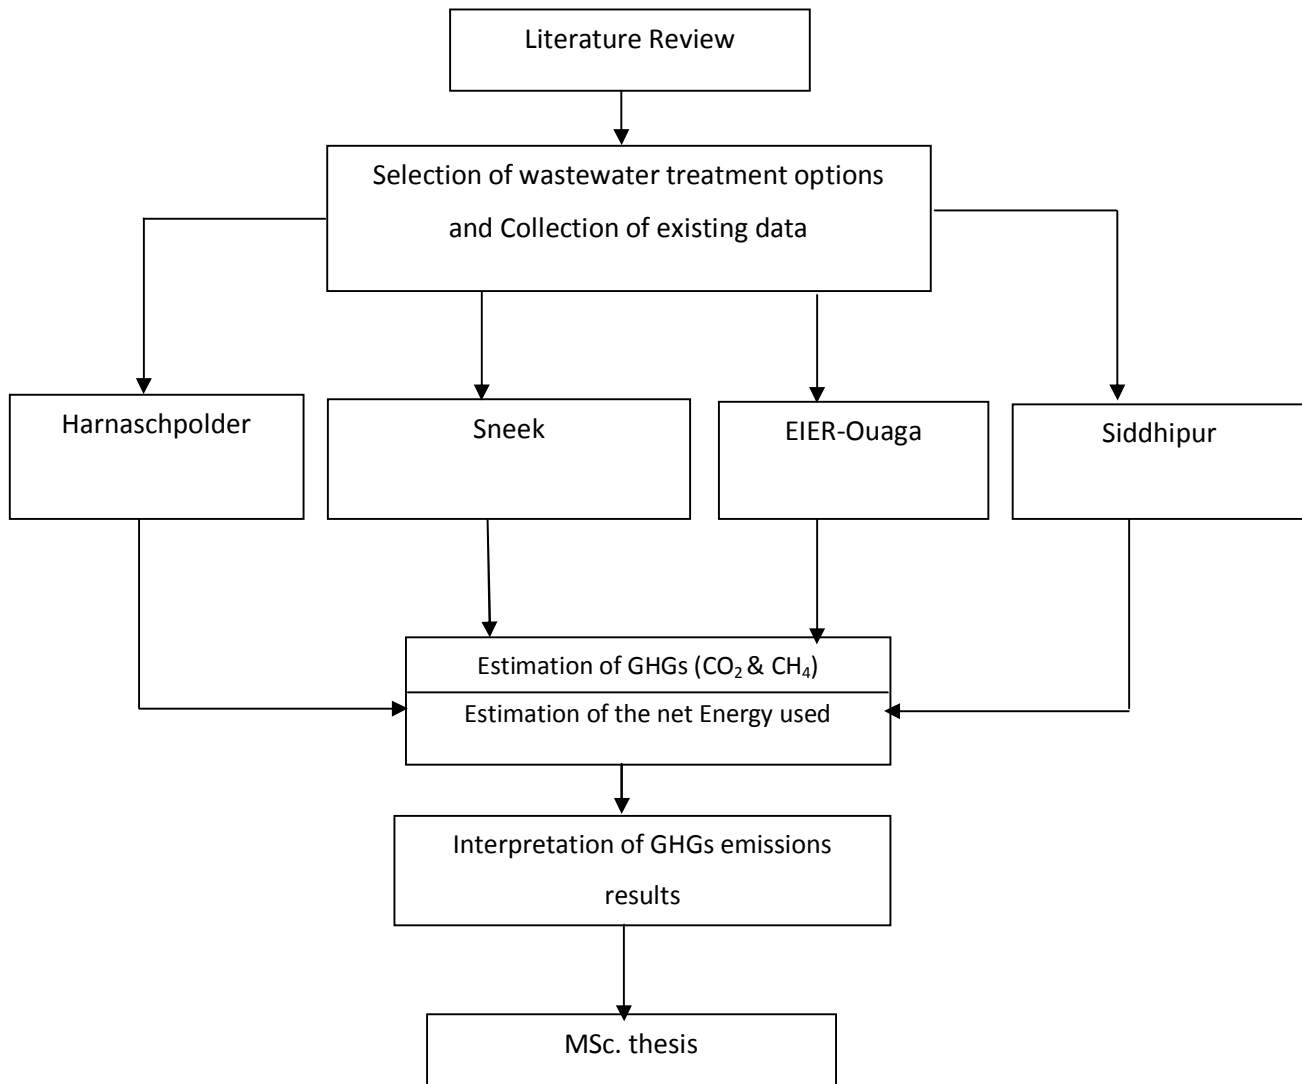 Literature Review
Selection of wastewater treatment options
and Collection of existing data
Harnaschpolder
Sneek
EIER-Ouaga
Siddhipur
Estimation of GHGs (CO₂ & CH₄)
Estimation of the net Energy used
Interpretation of GHGs emissions
results
MSc. thesis